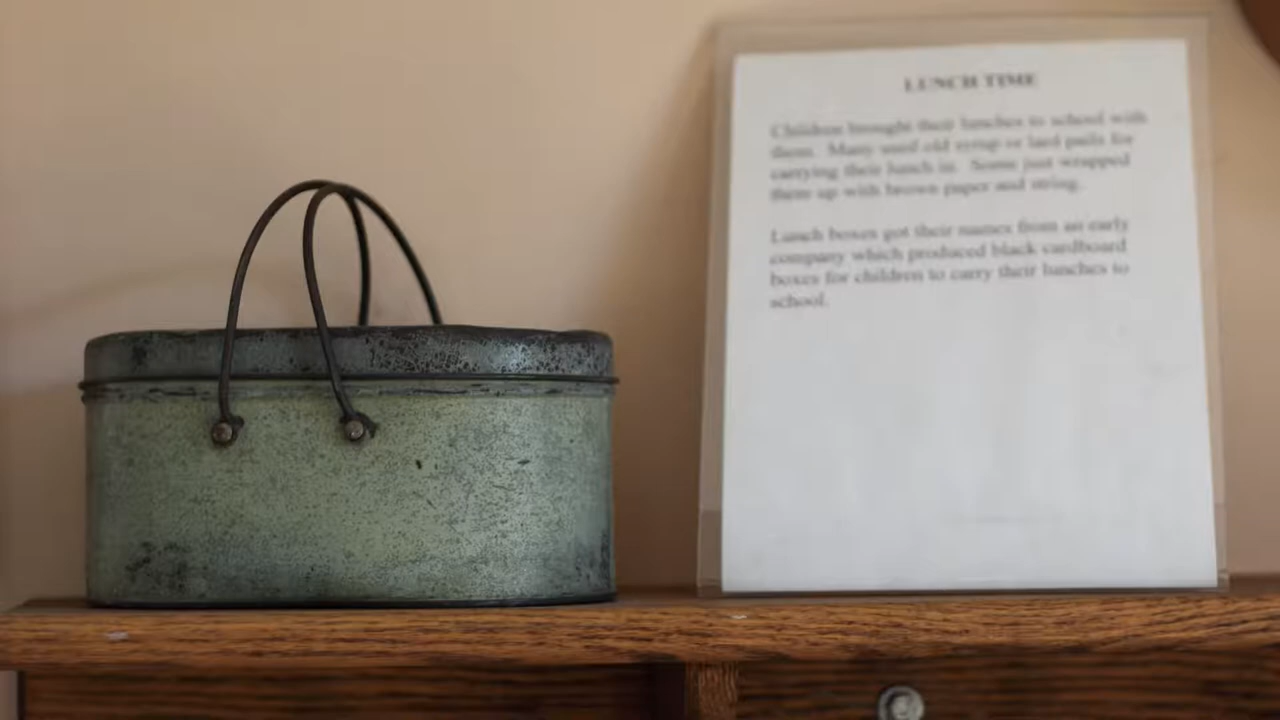 LUNCH TIME
Children brought their lunches to school with
them. Many used old syrup or lard pails for
carrying their lunch in. Some just wrapped
them up with brown paper and string.
Lunch boxes got their names from an early
company which produced black cardboard
boxes for children to carry their lunches to
school.